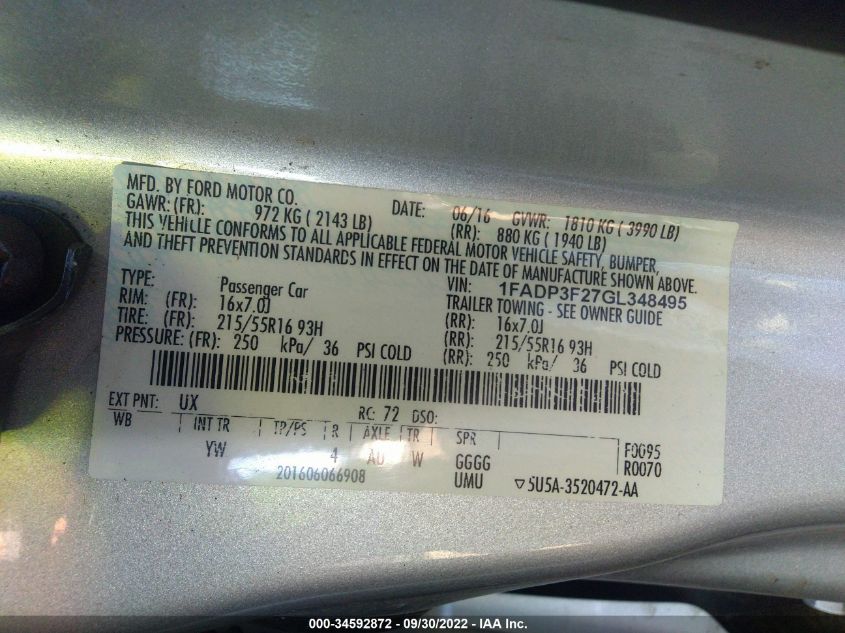 MFD. BY FORD MOTOR CO.
DATE: 06/16 GVWR: 1810 KG ( 3990 LB)
GAWR: (FR): 972 KG ( 2143 LB) (RR): 880 KG ( 1940 LB)
THIS VEHICLE CONFORMS TO ALL APPLICABLE FEDERAL MOTOR VEHICLE SAFETY, BUMPER,
AND THEFT PREVENTION STANDARDS IN EFFECT ON THE DATE OF MANUFACTURE SHOWN ABOVE.
VIN: 1FADP3F27GL348495
TYPE: Passenger Car TRAILER TOWING - SEE OWNER GUIDE
RIM: (FR): 16x7.0J (RR): 16x7.0J
TIRE: (FR): 215/55R16 93H (RR): 215/55R16 93H
PRESSURE: (FR): 250 kPa/ 36 PSI COLD (RR): 250 kPa/ 36 PSI COLD
EXT PNT: UX RC: 72 DSO:
WB INT TR TP/PS R AXLE TR SPR F0095
YW 4 AU W GGGG R0070
201606066908 UMU ▽5U5A-3520472-AA
000-34592872 - 09/30/2022 - IAA Inc.